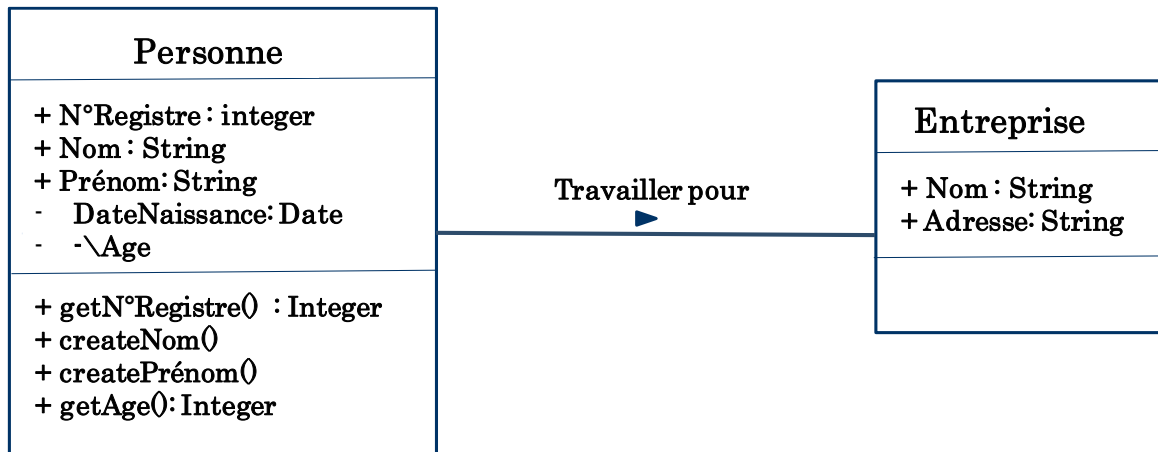 Personne
+ N°Registre : integer
+ Nom : String
+ Prénom: String
- DateNaissance: Date
- -\Age
+ getN°Registre() : Integer
+ createNom()
+ createPrénom()
+ getAge(): Integer
Travailler pour
Entreprise
+ Nom : String
+ Adresse: String